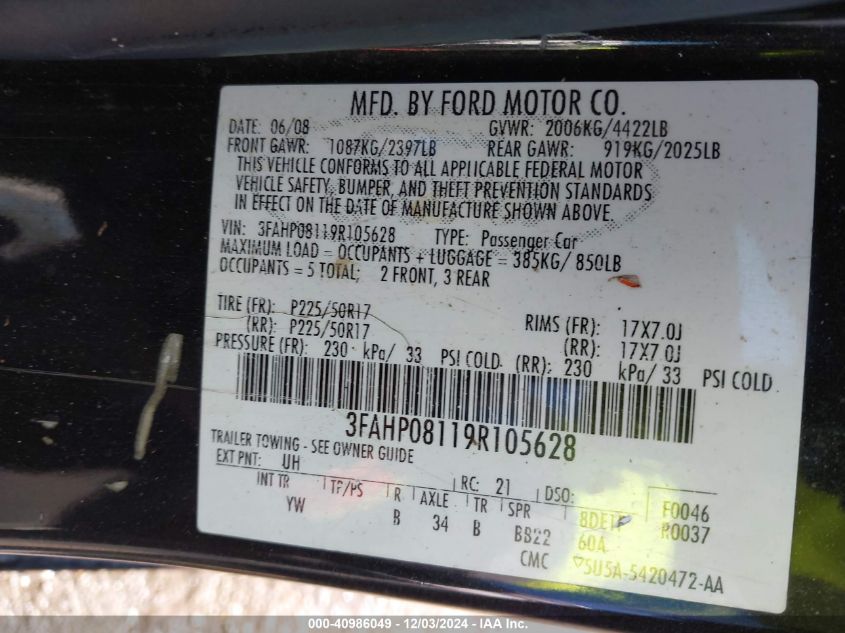 MFD. BY FORD MOTOR CO.
DATE: 06/08 GVWR: 2006KG/4422LB
FRONT GAWR: 1087KG/2397LB REAR GAWR: 919KG/2025LB
THIS VEHICLE CONFORMS TO ALL APPLICABLE FEDERAL MOTOR
VEHICLE SAFETY, BUMPER, AND THEFT PREVENTION STANDARDS
IN EFFECT ON THE DATE OF MANUFACTURE SHOWN ABOVE.
VIN: 3FAHP08119R105628 TYPE: Passenger Car
MAXIMUM LOAD = OCCUPANTS + LUGGAGE = 385KG/ 850LB
OCCUPANTS = 5 TOTAL; 2 FRONT, 3 REAR
TIRE (FR): P225/50R17 RIMS (FR): 17X7.0J
(RR): P225/50R17 (RR): 17X7.0J
PRESSURE (FR): 230 kPa/ 33 PSI COLD (RR): 230 kPa/ 33 PSI COLD
3FAHP08119R105628
TRAILER TOWING - SEE OWNER GUIDE
EXT PNT: UH RC: 21 DSO: F0046
INT TR TP/PS R AXLE TR SPR R0037
YW B 34 B BB22 60A
CMC 5U5A-5420472-AA
000-40986049 - 12/03/2024 - IAA Inc.